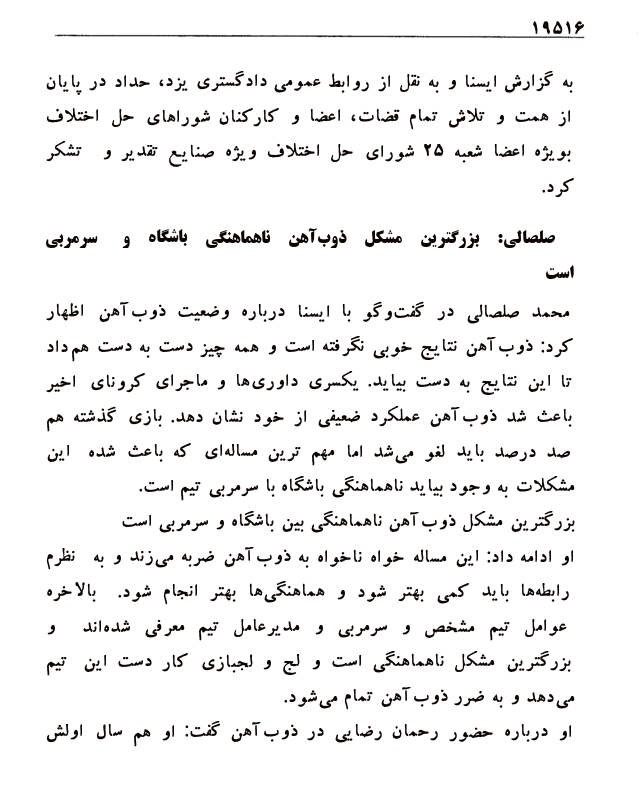 ۱۹۵۱۶
به گزارش ایسنا و به نقل از روابط عمومی دادگستری یزد، حداد در پایان
از همت و تلاش تمام قضات، اعضا و کارکنان شوراهای حل اختلاف
بویژه اعضا شعبه ۲۵ شورای حل اختلاف ویژه صنایع تقدیر و تشکر
کرد.
صلصالی: بزرگترین مشکل ذوب‌آهن ناهماهنگی باشگاه و سرمربی
است
محمد صلصالی در گفت‌وگو با ایسنا درباره وضعیت ذوب‌آهن اظهار
کرد: ذوب‌آهن نتایج خوبی نگرفته است و همه چیز دست به دست هم‌داد
تا این نتایج به دست بیاید. یکسری داوری‌ها و ماجرای کرونای اخیر
باعث شد ذوب‌آهن عملکرد ضعیفی از خود نشان دهد. بازی گذشته هم
صد درصد باید لغو می‌شد اما مهم ترین مساله‌ای که باعث شده این
مشکلات به وجود بیاید ناهماهنگی باشگاه با سرمربی تیم است.
بزرگترین مشکل ذوب‌آهن ناهماهنگی بین باشگاه و سرمربی است
او ادامه داد: این مساله خواه ناخواه به ذوب‌آهن ضربه می‌زند و به نظرم
رابطه‌ها باید کمی بهتر شود و هماهنگی‌ها بهتر انجام شود. بالاخره
عوامل تیم مشخص و سرمربی و مدیرعامل تیم معرفی شده‌اند و
بزرگترین مشکل ناهماهنگی است و لج و لجبازی کار دست این تیم
می‌دهد و به ضرر ذوب‌آهن تمام می‌شود.
او درباره حضور رحمان رضایی در ذوب‌آهن گفت: او هم سال اولش